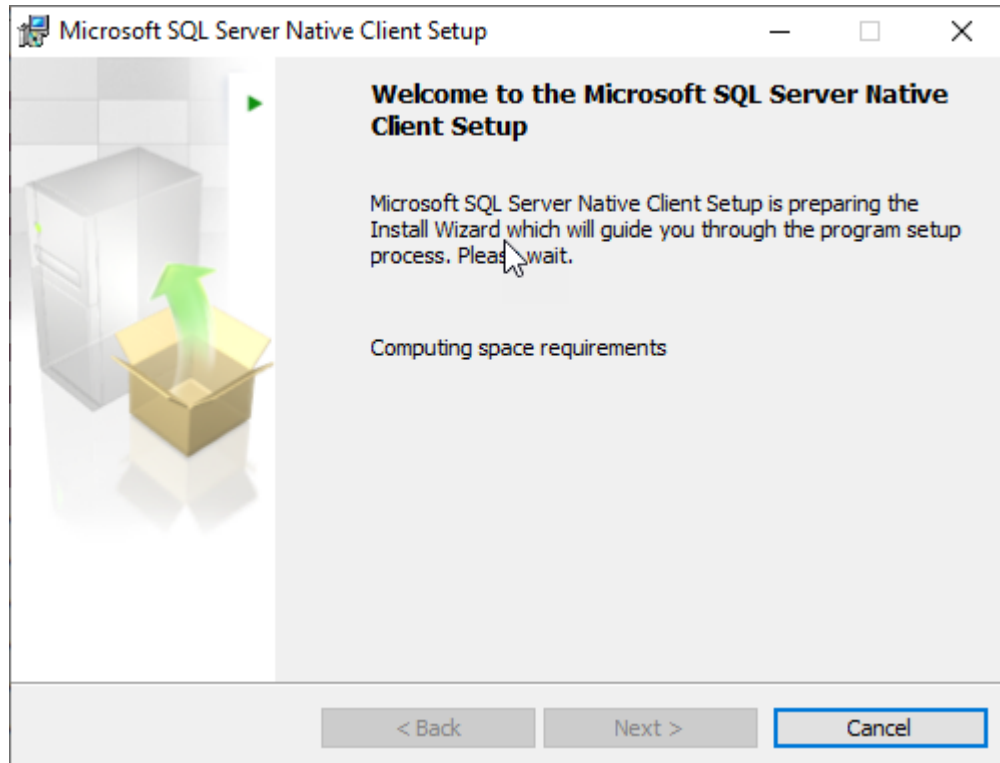 Microsoft SQL Server Native Client Setup
Welcome to the Microsoft SQL Server Native
Client Setup
Microsoft SQL Server Native Client Setup is preparing the
Install Wizard which will guide you through the program setup
process. Please wait.
Computing space requirements
< Back
Next >
Cancel